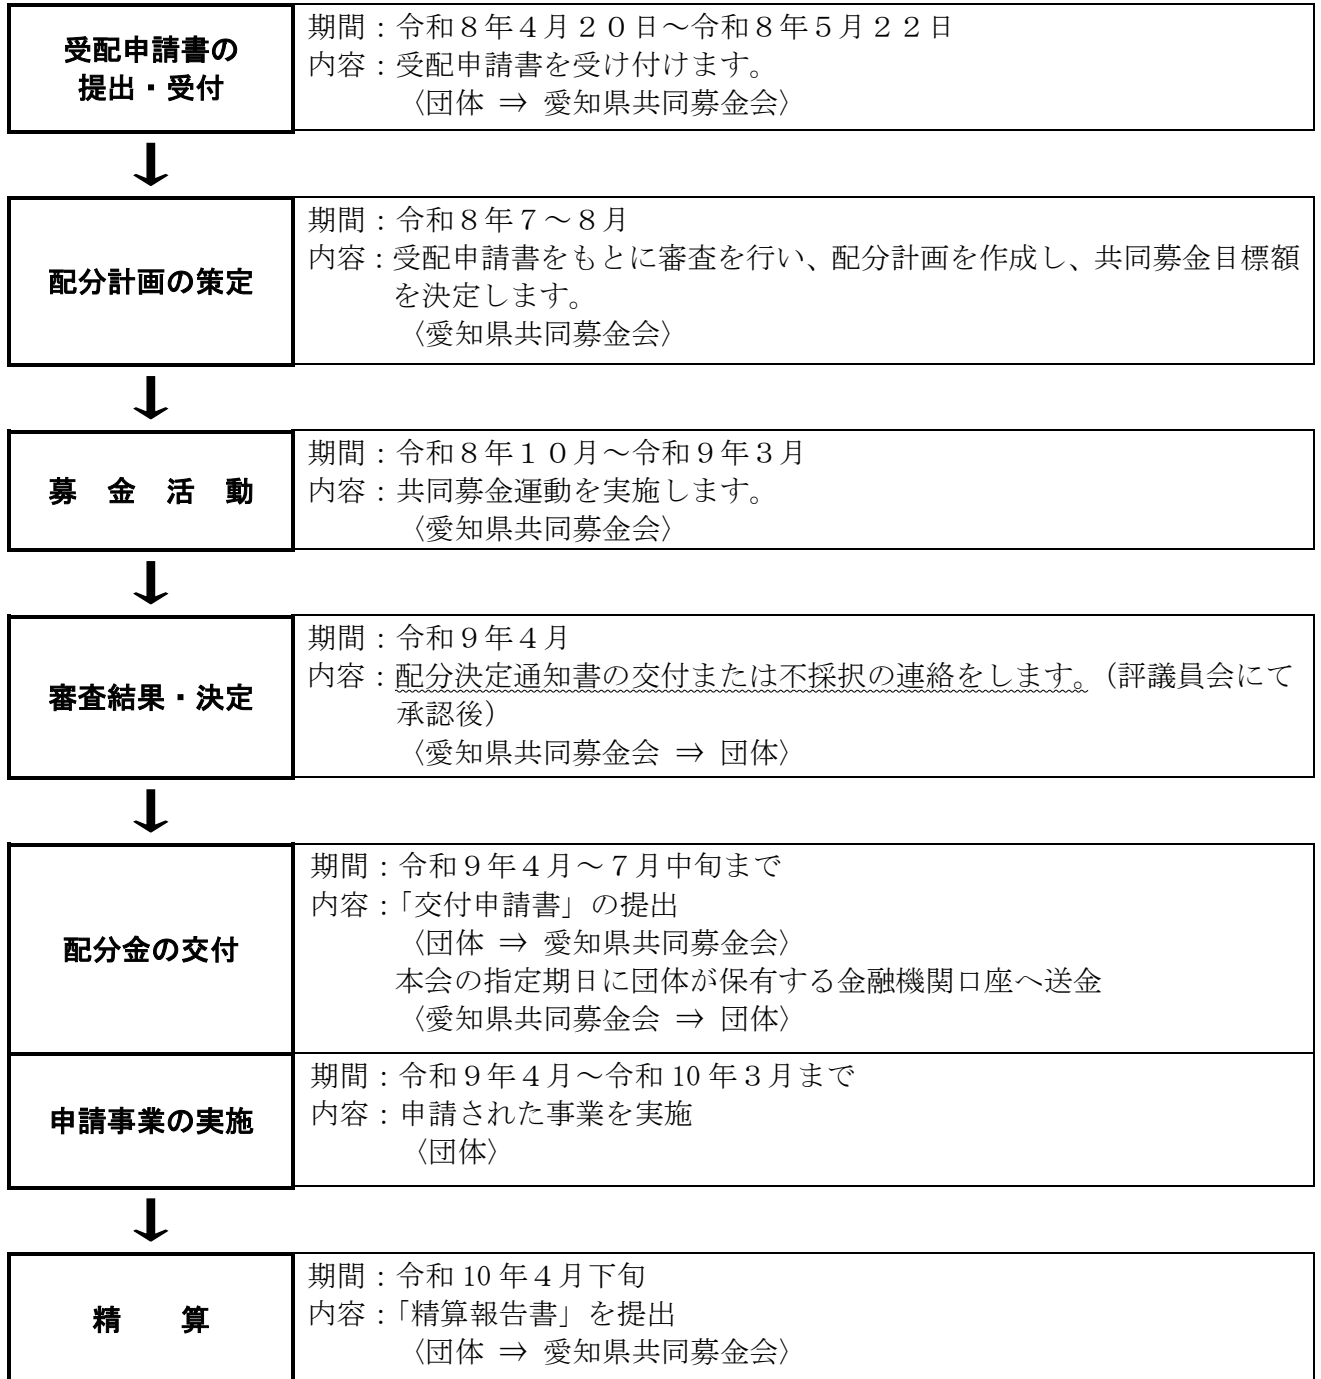 受配申請書の
提出・受付
期間：令和８年４月２０日～令和８年５月２２日
内容：受配申請書を受け付けます。
〈団体 ⇒ 愛知県共同募金会〉
↓
配分計画の策定
期間：令和８年７～８月
内容：受配申請書をもとに審査を行い、配分計画を作成し、共同募金目標額
を決定します。
〈愛知県共同募金会〉
↓
募　金　活　動
期間：令和８年１０月～令和９年３月
内容：共同募金運動を実施します。
〈愛知県共同募金会〉
↓
審査結果・決定
期間：令和９年４月
内容：配分決定通知書の交付または不採択の連絡をします。（評議員会にて
承認後）
〈愛知県共同募金会 ⇒ 団体〉
↓
配分金の交付
期間：令和９年４月～７月中旬まで
内容：「交付申請書」の提出
〈団体 ⇒ 愛知県共同募金会〉
本会の指定期日に団体が保有する金融機関口座へ送金
〈愛知県共同募金会 ⇒ 団体〉
申請事業の実施
期間：令和９年４月～令和 10 年３月まで
内容：申請された事業を実施
〈団体〉
↓
精　　算
期間：令和 10 年４月下旬
内容：「精算報告書」を提出
〈団体 ⇒ 愛知県共同募金会〉